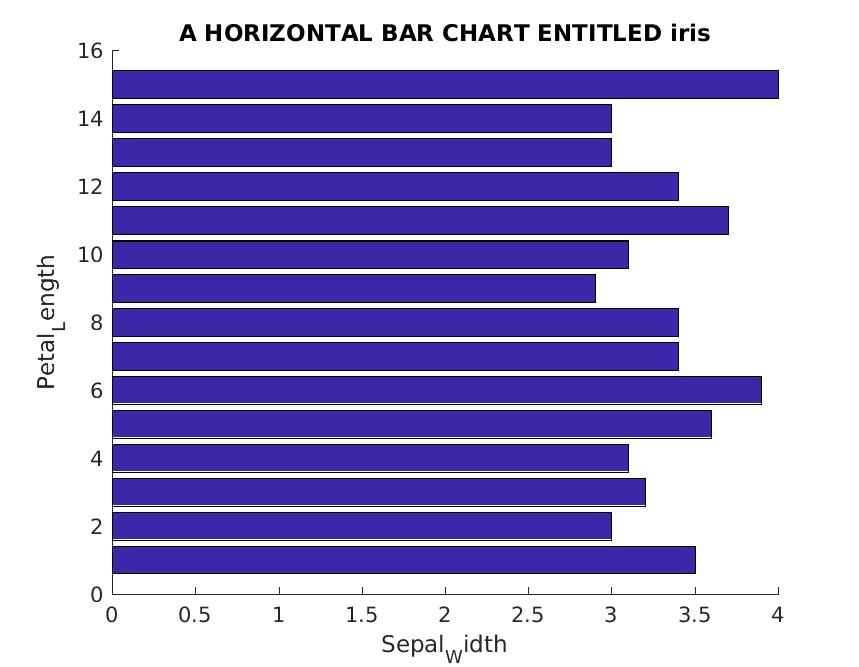 A HORIZONTAL BAR CHART ENTITLED iris
16
14
12
10
8
6
4
2
0
Petal_Length
0 0.5 1 1.5 2 2.5 3 3.5 4
Sepal_Width